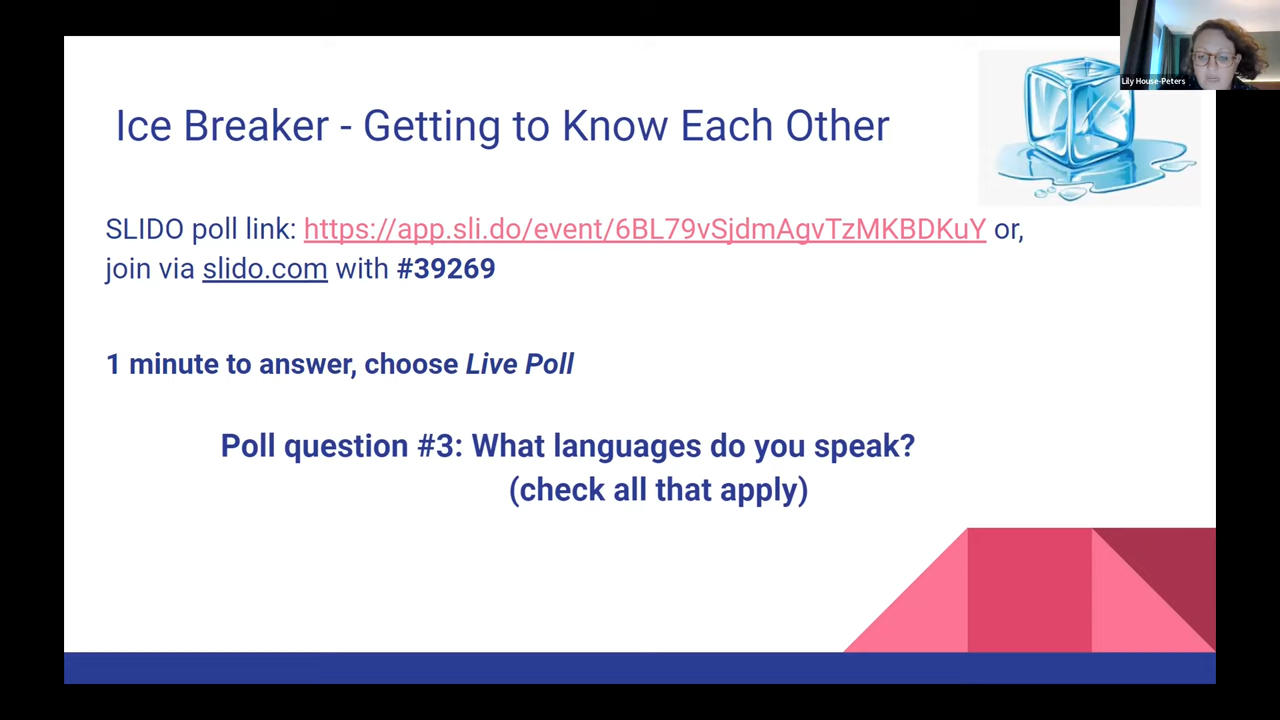 Lily House-Peters
Ice Breaker - Getting to Know Each Other
SLIDO poll link: https://app.sli.do/event/6BL79vSjdmAgvTzMKBDKuY or,
join via slido.com with #39269
1 minute to answer, choose Live Poll
Poll question #3: What languages do you speak?
(check all that apply)